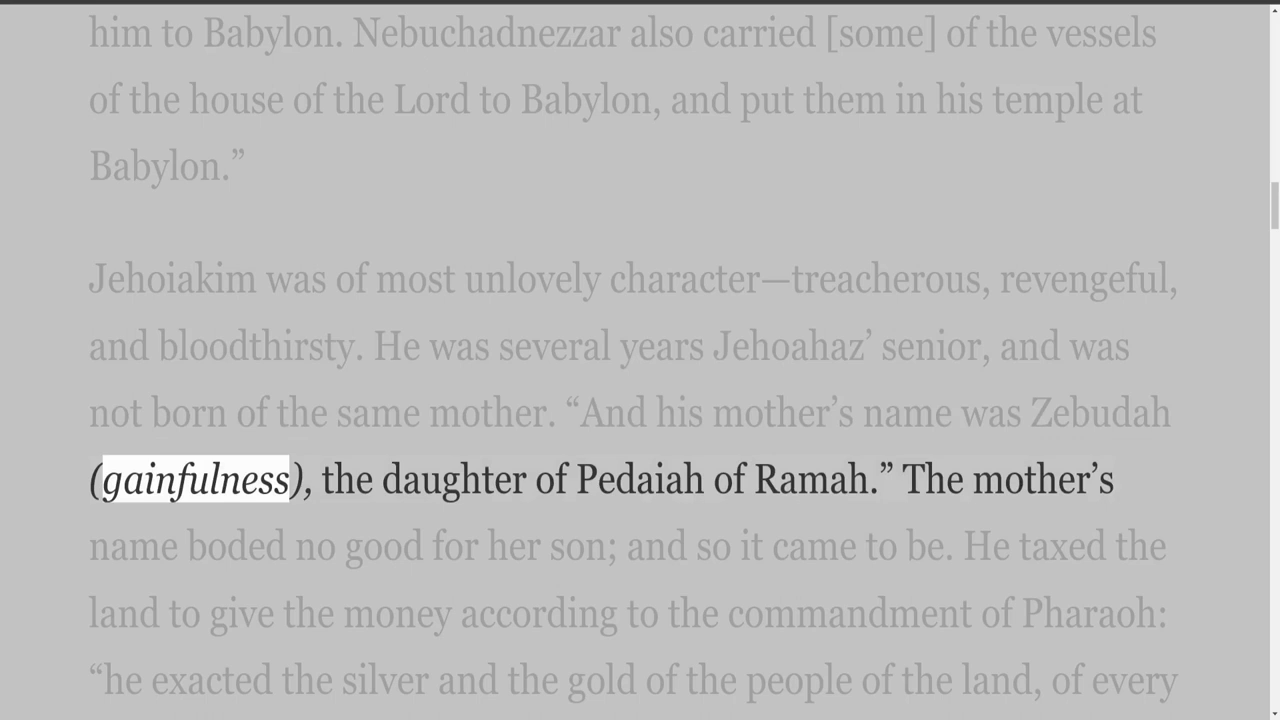 him to Babylon. Nebuchadnezzar also carried [some] of the vessels
of the house of the Lord to Babylon, and put them in his temple at
Babylon.”
Jehoiakim was of most unlovely character—treacherous, revengeful,
and bloodthirsty. He was several years Jehoahaz’ senior, and was
not born of the same mother. “And his mother’s name was Zebudah
(gainfulness), the daughter of Pedaiah of Ramah.” The mother’s
name boded no good for her son; and so it came to be. He taxed the
land to give the money according to the commandment of Pharaoh:
“he exacted the silver and the gold of the people of the land, of every